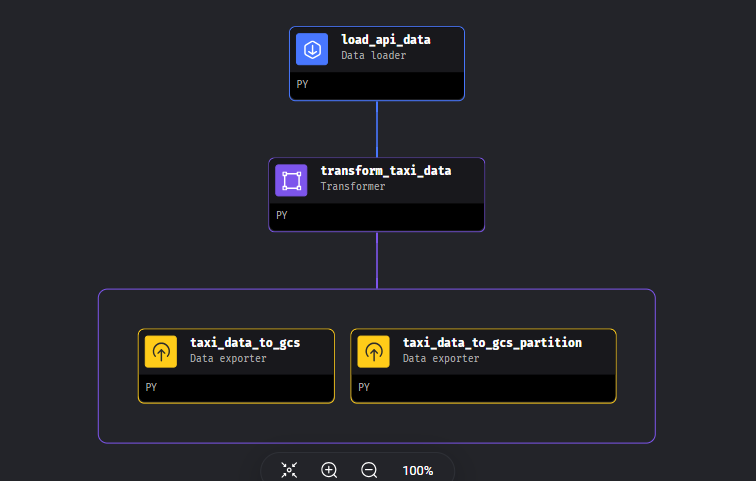 load_api_data
Data loader
PY
transform_taxi_data
Transformer
PY
taxi_data_to_gcs
Data exporter
PY
taxi_data_to_gcs_partition
Data exporter
PY
100%